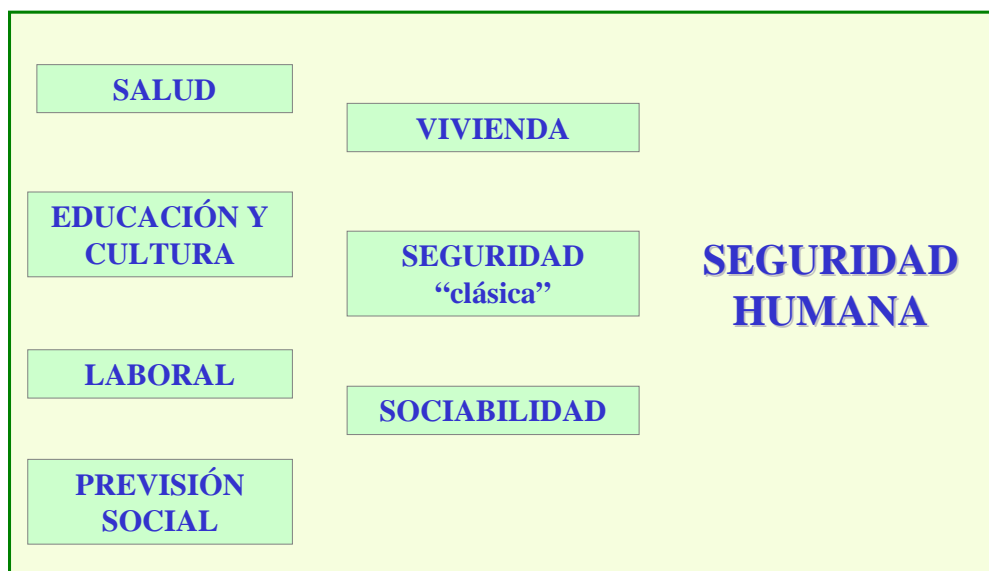 SALUD
EDUCACIÓN Y
CULTURA
LABORAL
PREVISIÓN
SOCIAL
VIVIENDA
SEGURIDAD
“clásica”
SOCIABILIDAD
SEGURIDAD
HUMANA